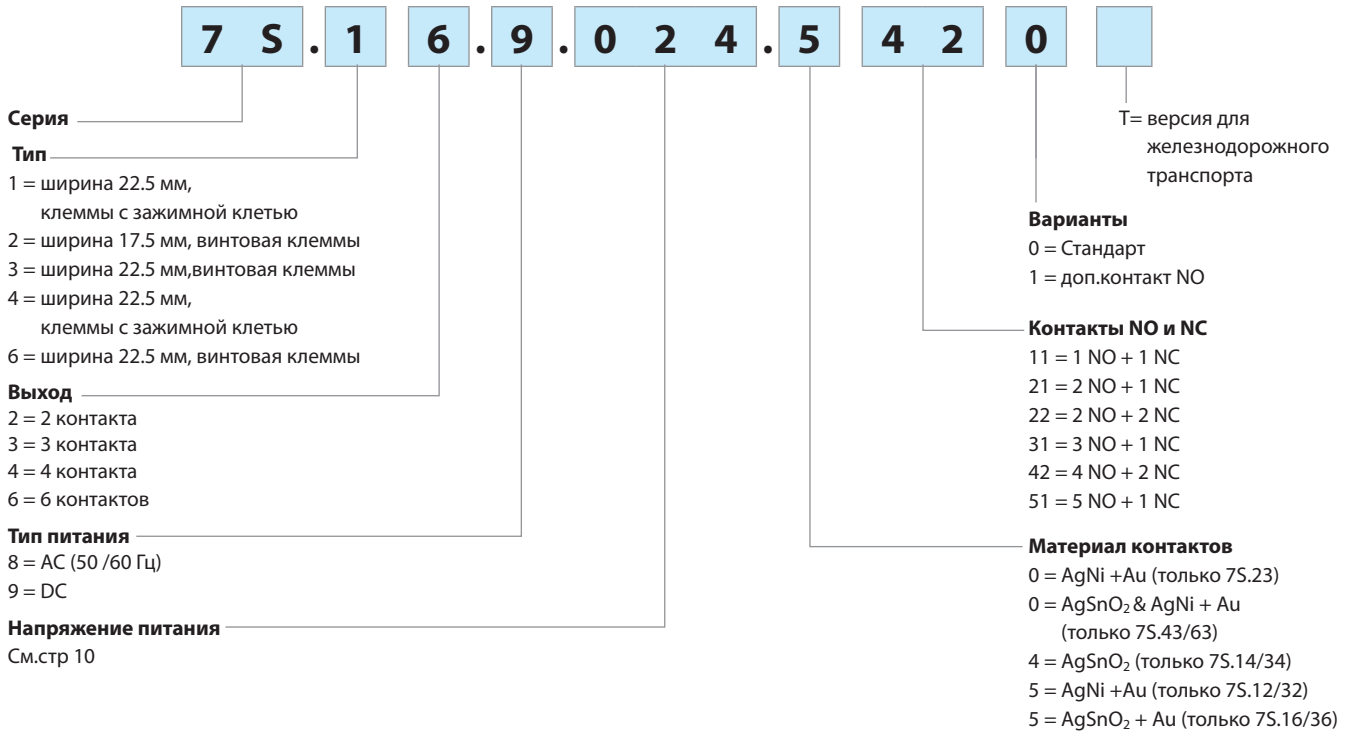 7 S . 1 6 . 9 . 0 2 4 . 5 4 2 0
Серия
Тип
1 = ширина 22.5 мм,
клеммы с зажимной клетью
2 = ширина 17.5 мм, винтовая клеммы
3 = ширина 22.5 мм,винтовая клеммы
4 = ширина 22.5 мм,
клеммы с зажимной клетью
6 = ширина 22.5 мм, винтовая клеммы
Выход
2 = 2 контакта
3 = 3 контакта
4 = 4 контакта
6 = 6 контактов
Тип питания
8 = AC (50 /60 Гц)
9 = DC
Напряжение питания
См.стр 10
T= версия для
железнодорожного
транспорта
Варианты
0 = Стандарт
1 = доп.контакт NO
Контакты NO и NC
11 = 1 NO + 1 NC
21 = 2 NO + 1 NC
22 = 2 NO + 2 NC
31 = 3 NO + 1 NC
42 = 4 NO + 2 NC
51 = 5 NO + 1 NC
Материал контактов
0 = AgNi +Au (только 7S.23)
0 = AgSnO₂ & AgNi + Au
(только 7S.43/63)
4 = AgSnO₂ (только 7S.14/34)
5 = AgNi +Au (только 7S.12/32)
5 = AgSnO₂ + Au (только 7S.16/36)